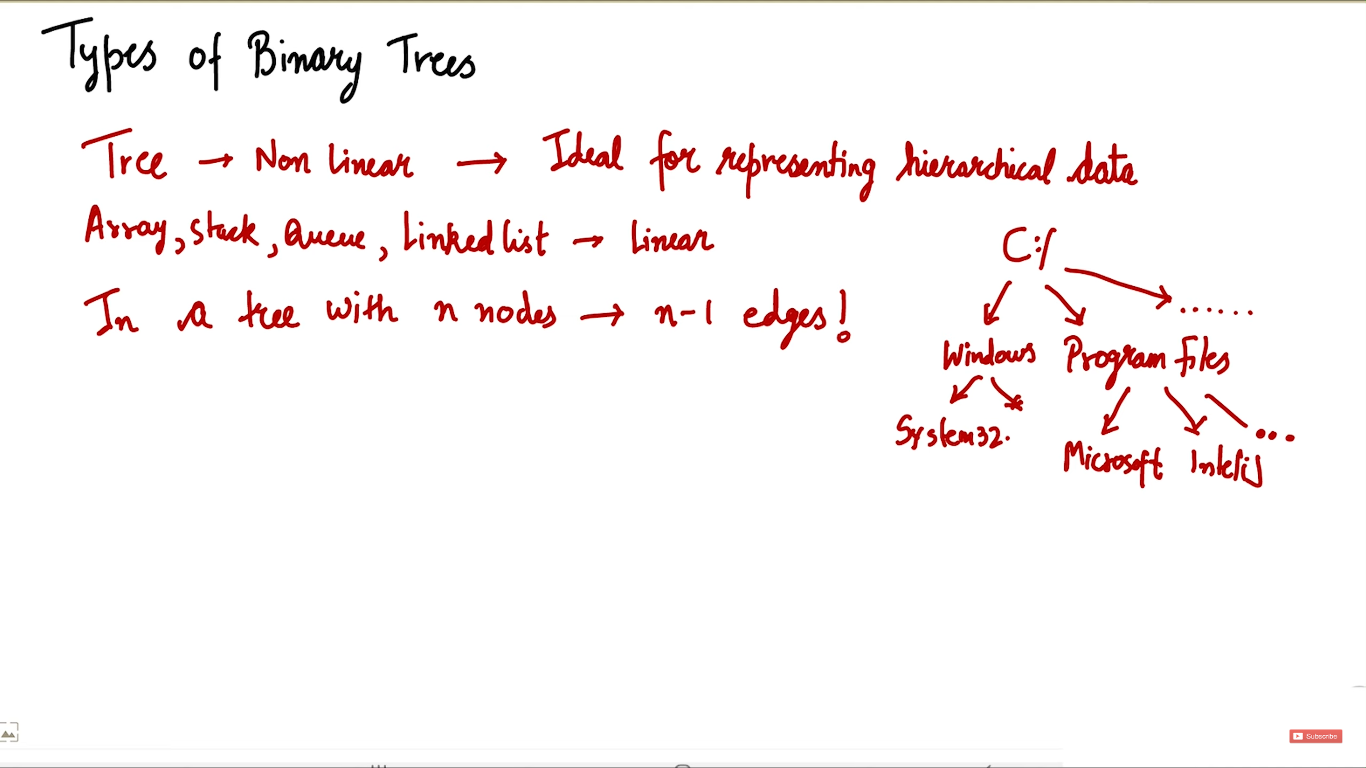 Types of Binary Trees
Tree → Non linear → Ideal for representing hierarchical data
Array, Stack, Queue, Linked list → linear
C:/
In a tree with n nodes → n-1 edges!
......
Windows Program files
System32.
...
Microsoft Intelij
Subscribe